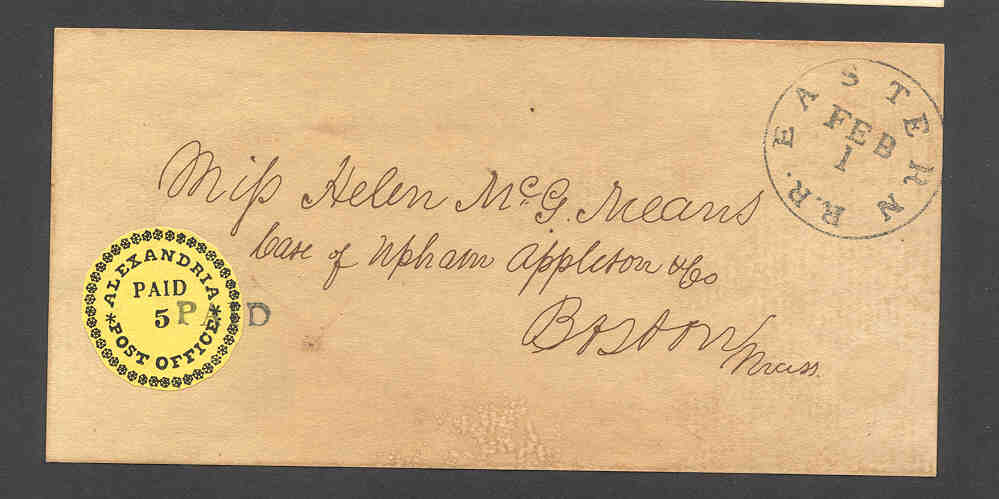 EASTERN R.R.
FEB
1
Miss Helen McG. Means
Care of Upham Appleton & Co
Boston
Mass.
ALEXANDRIA
PAID
5
PAID
* POST OFFICE *